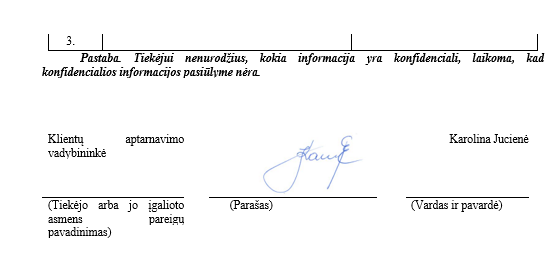 3.
Pastaba. Tiekėjui nenurodžius, kokia informacija yra konfidenciali, laikoma, kad
konfidencialios informacijos pasiūlyme nėra.
Klientų aptarnavimo
vadybininkė
Karolina Jucienė
(Tiekėjo arba jo įgalioto
asmens pareigų
pavadinimas)
(Parašas)
(Vardas ir pavardė)